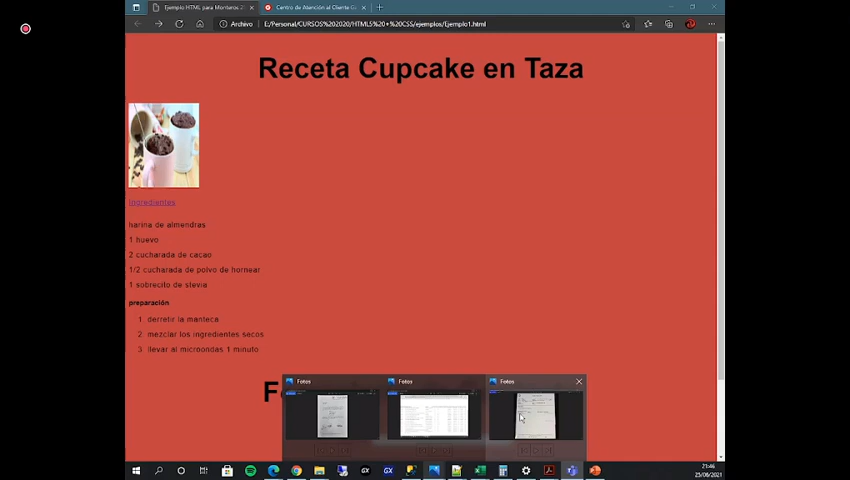 Ejemplo HTML para Monteros 2
Centro de Atención al Cliente C
Archivo
E:/Personal/CURSOS%202020/HTML5%20+%20CSS/ejemplos/Ejemplo1.html
Receta Cupcake en Taza
Ingredientes
harina de almendras
1 huevo
2 cucharada de cacao
1/2 cucharada de polvo de hornear
1 sobrecito de stevia
preparación
1 derretir la manteca
2 mezclar los ingredientes secos
3 llevar al microondas 1 minuto
F
Fotos
Fotos
Fotos
GX
GX
21:46
23/06/2021